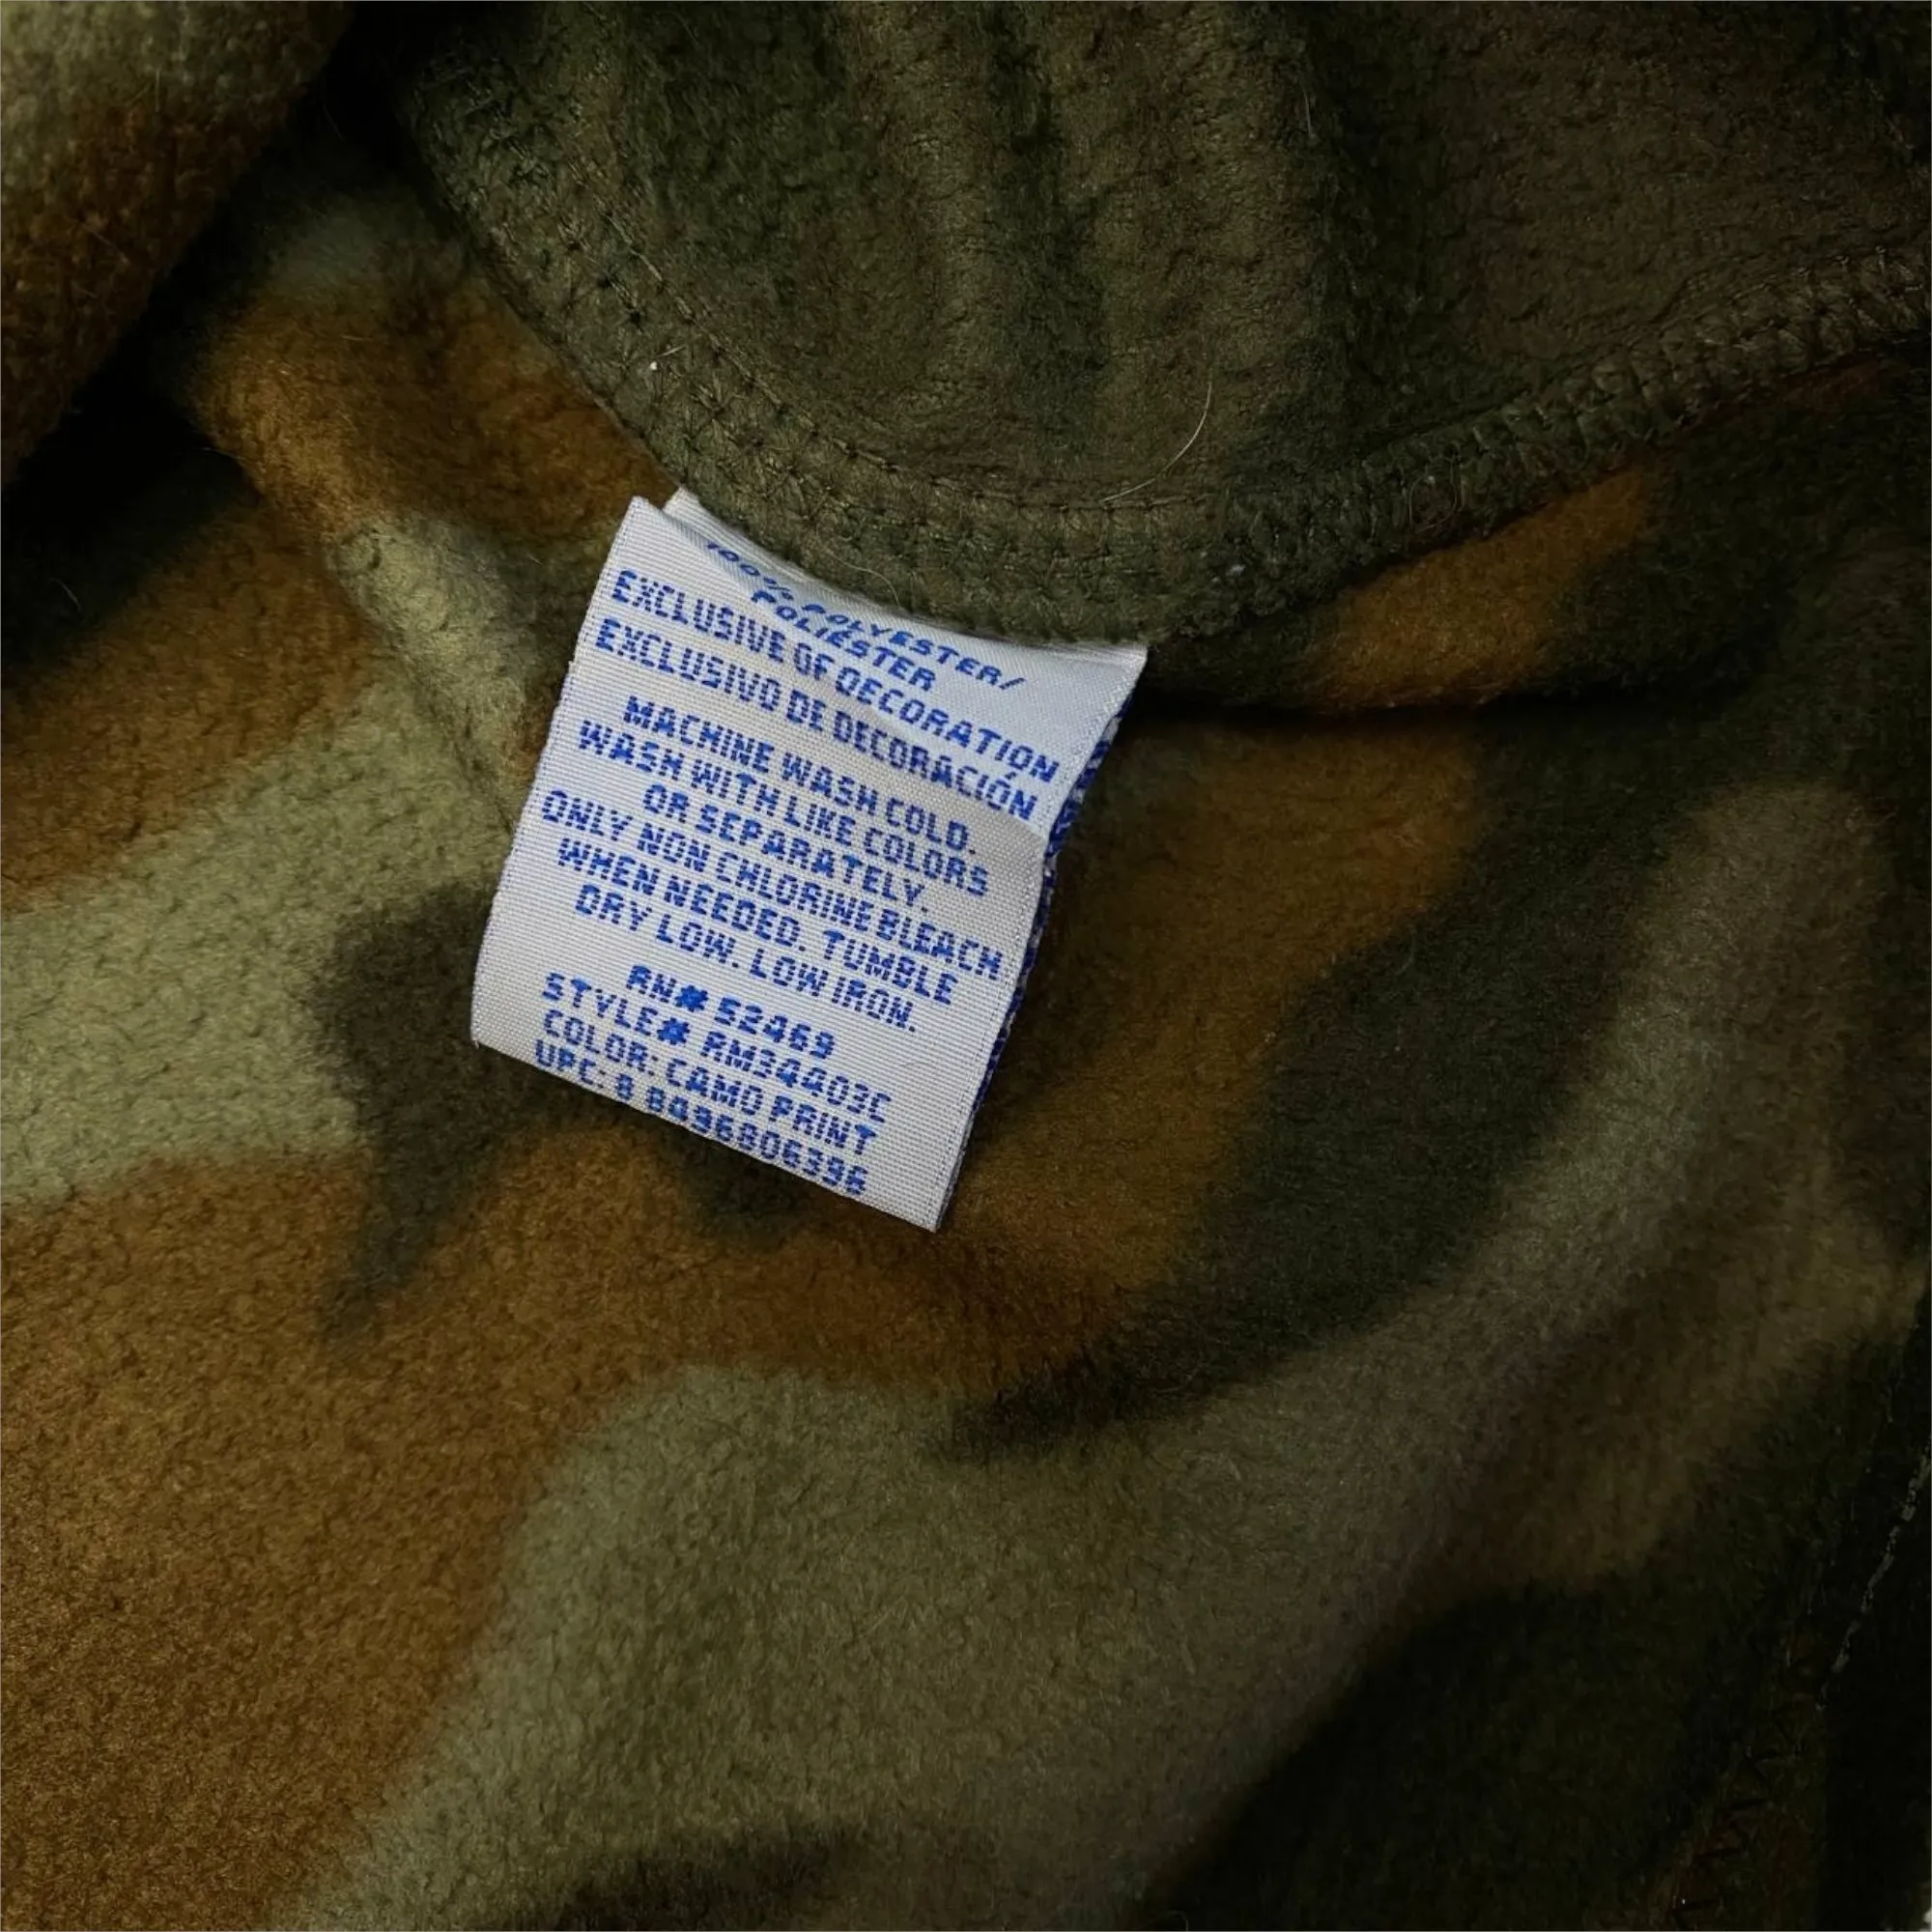 100% POLYESTER/
POLIÉSTER
EXCLUSIVE OF DECORATION
EXCLUSIVO DE DECORACIÓN
MACHINE WASH COLD.
WASH WITH LIKE COLORS
OR SEPARATELY.
ONLY NON CHLORINE BLEACH
WHEN NEEDED. TUMBLE
DRY LOW. LOW IRON.
RN# 52469
STYLE# RM34403C
COLOR: CAMO PRINT
UPC: 8